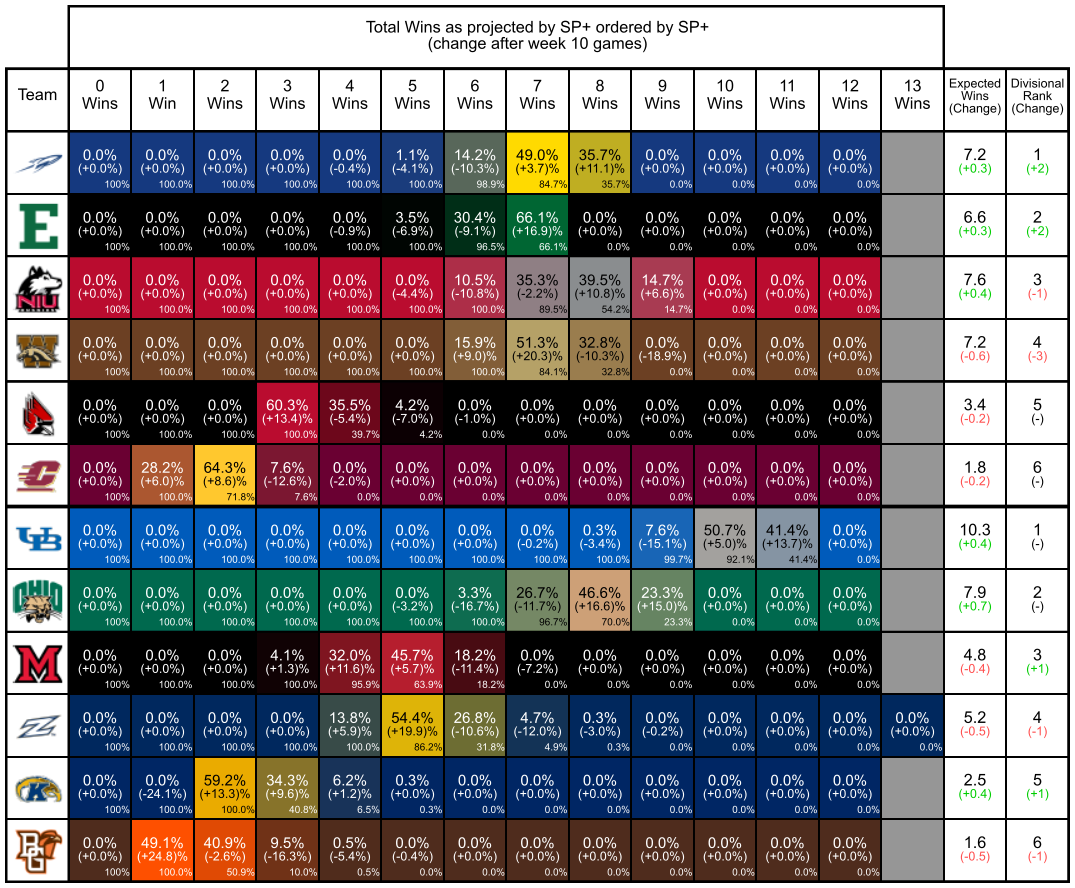 Total Wins as projected by SP+ ordered by SP+
(change after week 10 games)
Team 0 Wins 1 Win 2 Wins 3 Wins 4 Wins 5 Wins 6 Wins 7 Wins 8 Wins 9 Wins 10 Wins 11 Wins 12 Wins 13 Wins Expected Wins (Change) Divisional Rank (Change)
0.0% 0.0% 0.0% 0.0% 0.0% 1.1% 14.2% 49.0% 35.7% 0.0% 0.0% 0.0% 0.0% 7.2 1
(+0.0%) (+0.0%) (+0.0%) (+0.0%) (-0.4%) (-4.1%) (-10.3%) (+3.7%) (+11.1%) (+0.0%) (+0.0%) (+0.0%) (+0.0%) (+0.3) (+2)
100% 100.0% 100.0% 100.0% 100.0% 100.0% 98.9% 84.7% 35.7% 0.0% 0.0% 0.0% 0.0%
E
0.0% 0.0% 0.0% 0.0% 0.0% 3.5% 30.4% 66.1% 0.0% 0.0% 0.0% 0.0% 0.0% 6.6 2
(+0.0%) (+0.0%) (+0.0%) (+0.0%) (-0.9%) (-6.9%) (-9.1%) (+16.9%) (+0.0%) (+0.0%) (+0.0%) (+0.0%) (+0.0%) (+0.3) (+2)
100% 100.0% 100.0% 100.0% 100.0% 100.0% 96.5% 66.1% 0.0% 0.0% 0.0% 0.0% 0.0%
NIU
0.0% 0.0% 0.0% 0.0% 0.0% 0.0% 10.5% 35.3% 39.5% 14.7% 0.0% 0.0% 0.0% 7.6 3
(+0.0%) (+0.0%) (+0.0%) (+0.0%) (+0.0%) (-4.4%) (-10.8%) (-2.2%) (+10.8)% (+6.6)% (+0.0%) (+0.0%) (+0.0%) (+0.4) (-1)
100% 100.0% 100.0% 100.0% 100.0% 100.0% 100.0% 89.5% 54.2% 14.7% 0.0% 0.0% 0.0%
W
0.0% 0.0% 0.0% 0.0% 0.0% 0.0% 15.9% 51.3% 32.8% 0.0% 0.0% 0.0% 0.0% 7.2 4
(+0.0%) (+0.0%) (+0.0%) (+0.0%) (+0.0%) (+0.0%) (+9.0)% (+20.3)% (-10.3)% (-18.9)% (+0.0%) (+0.0%) (+0.0%) (-0.6) (-3)
100% 100.0% 100.0% 100.0% 100.0% 100.0% 100.0% 84.1% 32.8% 0.0% 0.0% 0.0% 0.0%
0.0% 0.0% 0.0% 60.3% 35.5% 4.2% 0.0% 0.0% 0.0% 0.0% 0.0% 0.0% 0.0% 3.4 5
(+0.0%) (+0.0%) (+0.0%) (+13.4)% (-5.4%) (-7.0%) (-1.0%) (+0.0%) (+0.0%) (+0.0%) (+0.0%) (+0.0%) (+0.0%) (-0.2) (-)
100% 100.0% 100.0% 100.0% 39.7% 4.2% 0.0% 0.0% 0.0% 0.0% 0.0% 0.0% 0.0%
C
0.0% 28.2% 64.3% 7.6% 0.0% 0.0% 0.0% 0.0% 0.0% 0.0% 0.0% 0.0% 0.0% 1.8 6
(+0.0%) (+6.0)% (+8.6)% (-12.6%) (-2.0%) (+0.0%) (+0.0%) (+0.0%) (+0.0%) (+0.0%) (+0.0%) (+0.0%) (+0.0%) (-0.2) (-)
100% 100.0% 71.8% 7.6% 0.0% 0.0% 0.0% 0.0% 0.0% 0.0% 0.0% 0.0% 0.0%
UB
0.0% 0.0% 0.0% 0.0% 0.0% 0.0% 0.0% 0.0% 0.3% 7.6% 50.7% 41.4% 0.0% 10.3 1
(+0.0%) (+0.0%) (+0.0%) (+0.0%) (+0.0%) (+0.0%) (+0.0%) (-0.2%) (-3.4%) (-15.1%) (+5.0)% (+13.7)% (+0.0%) (+0.4) (-)
100% 100.0% 100.0% 100.0% 100.0% 100.0% 100.0% 100.0% 100.0% 99.7% 92.1% 41.4% 0.0%
OHIO
0.0% 0.0% 0.0% 0.0% 0.0% 0.0% 3.3% 26.7% 46.6% 23.3% 0.0% 0.0% 0.0% 7.9 2
(+0.0%) (+0.0%) (+0.0%) (+0.0%) (+0.0%) (-3.2%) (-16.7%) (-11.7%) (+16.6)% (+15.0)% (+0.0%) (+0.0%) (+0.0%) (+0.7) (-)
100% 100.0% 100.0% 100.0% 100.0% 100.0% 100.0% 96.7% 70.0% 23.3% 0.0% 0.0% 0.0%
M
0.0% 0.0% 0.0% 4.1% 32.0% 45.7% 18.2% 0.0% 0.0% 0.0% 0.0% 0.0% 0.0% 4.8 3
(+0.0%) (+0.0%) (+0.0%) (+1.3)% (+11.6)% (+5.7)% (-11.4)% (-7.2%) (+0.0%) (+0.0%) (+0.0%) (+0.0%) (+0.0%) (-0.4) (+1)
100% 100.0% 100.0% 100.0% 95.9% 63.9% 18.2% 0.0% 0.0% 0.0% 0.0% 0.0% 0.0%
0.0% 0.0% 0.0% 0.0% 13.8% 54.4% 26.8% 4.7% 0.3% 0.0% 0.0% 0.0% 0.0% 0.0% 5.2 4
(+0.0%) (+0.0%) (+0.0%) (+0.0%) (+5.9)% (+19.9)% (-10.6)% (-12.0%) (-3.0%) (-0.2%) (+0.0%) (+0.0%) (+0.0%) (+0.0%) (-0.5) (-1)
100% 100.0% 100.0% 100.0% 100.0% 86.2% 31.8% 4.9% 0.3% 0.0% 0.0% 0.0% 0.0% 0.0%
K
0.0% 0.0% 59.2% 34.3% 6.2% 0.3% 0.0% 0.0% 0.0% 0.0% 0.0% 0.0% 0.0% 2.5 5
(+0.0%) (-24.1%) (+13.3)% (+9.6)% (+1.2)% (+0.0%) (+0.0%) (+0.0%) (+0.0%) (+0.0%) (+0.0%) (+0.0%) (+0.0%) (+0.4) (+1)
100% 100.0% 100.0% 40.8% 6.5% 0.3% 0.0% 0.0% 0.0% 0.0% 0.0% 0.0% 0.0%
BG
0.0% 49.1% 40.9% 9.5% 0.5% 0.0% 0.0% 0.0% 0.0% 0.0% 0.0% 0.0% 0.0% 1.6 6
(+0.0%) (+24.8)% (-2.6%) (-16.3%) (-5.4%) (-0.4%) (+0.0%) (+0.0%) (+0.0%) (+0.0%) (+0.0%) (+0.0%) (+0.0%) (-0.5) (-1)
100% 100.0% 50.9% 10.0% 0.5% 0.0% 0.0% 0.0% 0.0% 0.0% 0.0% 0.0% 0.0%